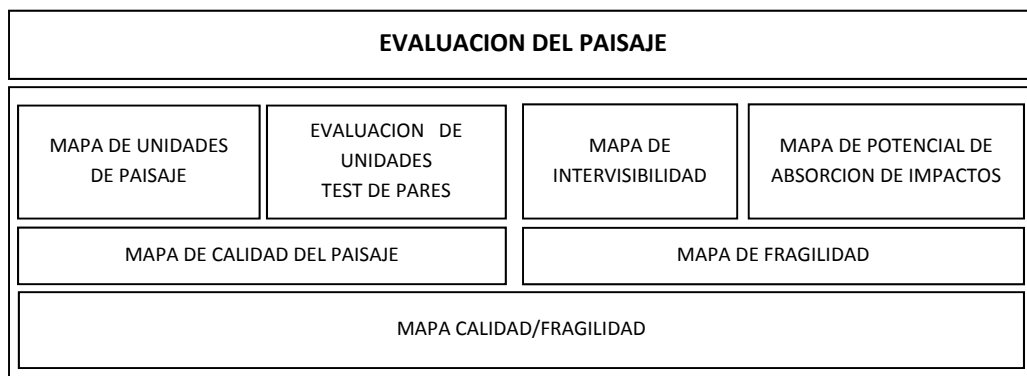 EVALUACION DEL PAISAJE
MAPA DE UNIDADES
DE PAISAJE
EVALUACION DE
UNIDADES
TEST DE PARES
MAPA DE
INTERVISIBILIDAD
MAPA DE POTENCIAL DE
ABSORCION DE IMPACTOS
MAPA DE CALIDAD DEL PAISAJE
MAPA DE FRAGILIDAD
MAPA CALIDAD/FRAGILIDAD